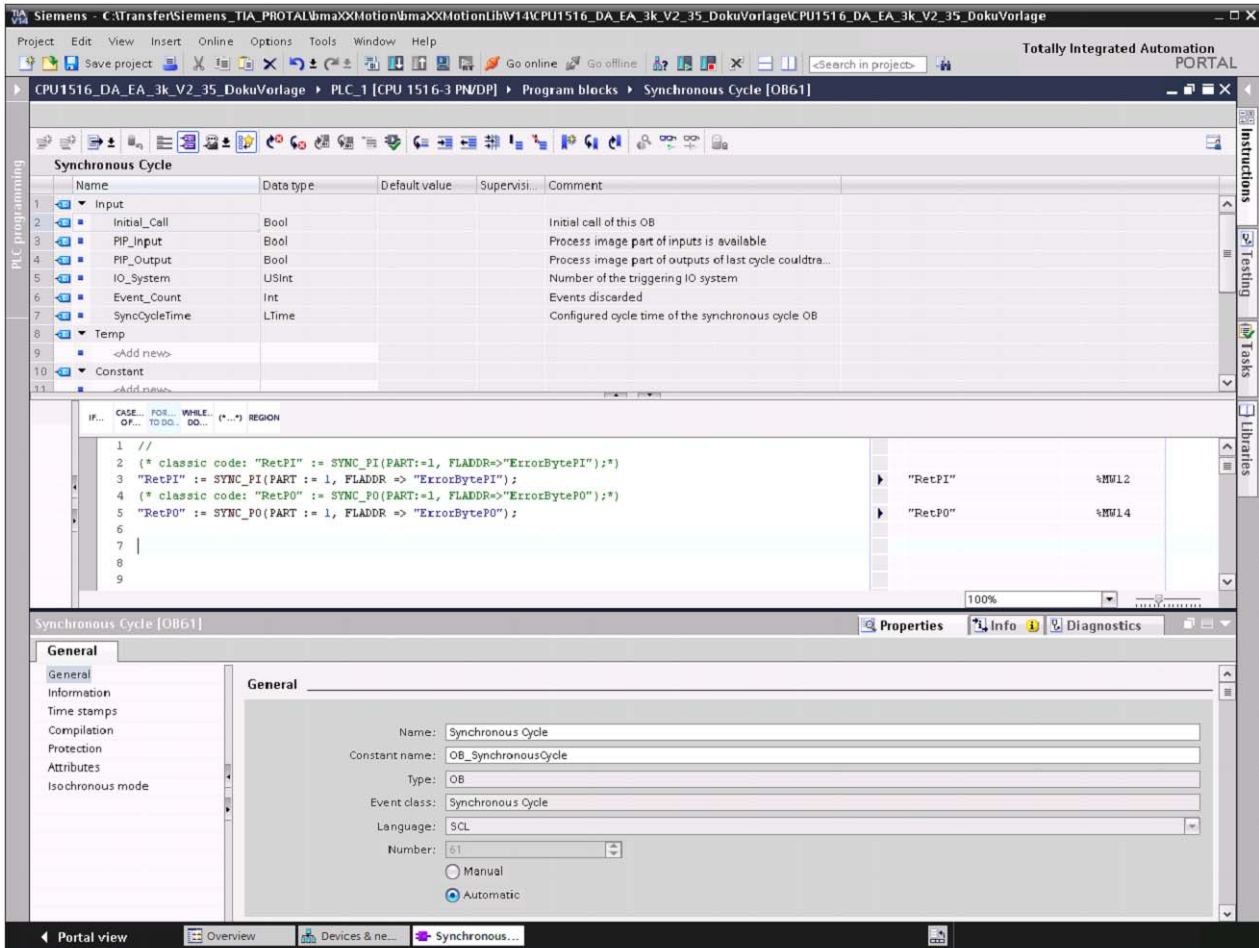 Siemens - C:\Transfer\Siemens_TIA_PROTAL\bmaXXMotion\bmaXXMotionLib\V14\CPU1516_DA_EA_3k_V2_35_DokuVorlage\CPU1516_DA_EA_3k_V2_35_DokuVorlage
Project Edit View Insert Online Options Tools Window Help
Totally Integrated Automation
PORTAL
Save project Go online Go offline <Search in project>
CPU1516_DA_EA_3k_V2_35_DokuVorlage PLC_1 [CPU 1516-3 PN/DP] Program blocks Synchronous Cycle [OB61]
Synchronous Cycle
Name Data type Default value Supervisi... Comment
1 Input
2 Initial_Call Bool Initial call of this OB
3 PIP_Input Bool Process image part of inputs is available
4 PIP_Output Bool Process image part of outputs of last cycle couldtra...
5 IO_System USInt Number of the triggering IO system
6 Event_Count Int Events discarded
7 SyncCycleTime LTime Configured cycle time of the synchronous cycle OB
8 Temp
9 <Add new>
10 Constant
11 <Add new>
IF... CASE... OF... FOR... TO DO... WHILE... DO... (*...*) REGION
1 //
2 (* classic code: "RetPI" := SYNC_PI(PART:=1, FLADDR=>"ErrorBytePI");*)
3 "RetPI" := SYNC_PI(PART := 1, FLADDR => "ErrorBytePI"); "RetPI" %MW12
4 (* classic code: "RetPO" := SYNC_PO(PART:=1, FLADDR=>"ErrorBytePO");*)
5 "RetPO" := SYNC_PO(PART := 1, FLADDR => "ErrorBytePO"); "RetPO" %MW14
6
7
8
9
100%
Synchronous Cycle [OB61] Properties Info Diagnostics
General
General
Information
Time stamps
Compilation
Protection
Attributes
Isochronous mode
General
Name: Synchronous Cycle
Constant name: OB_SynchronousCycle
Type: OB
Event class: Synchronous Cycle
Language: SCL
Number: 61
Manual
Automatic
Portal view Overview Devices & ne... Synchronous...
PLC programming
Instructions
Testing
Tasks
Libraries